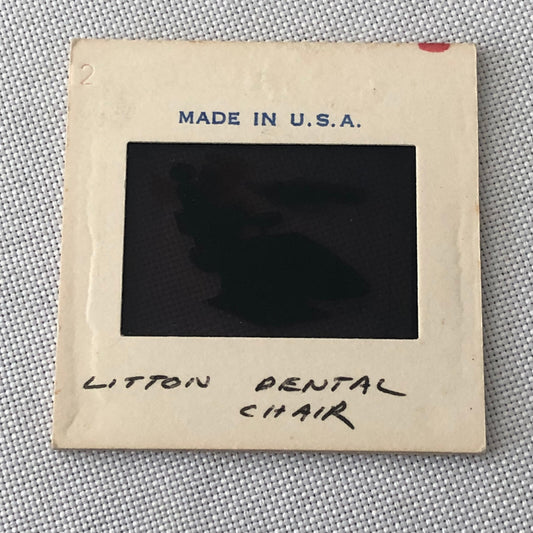 2
MADE IN U.S.A.
LITTON DENTAL
CHAIR